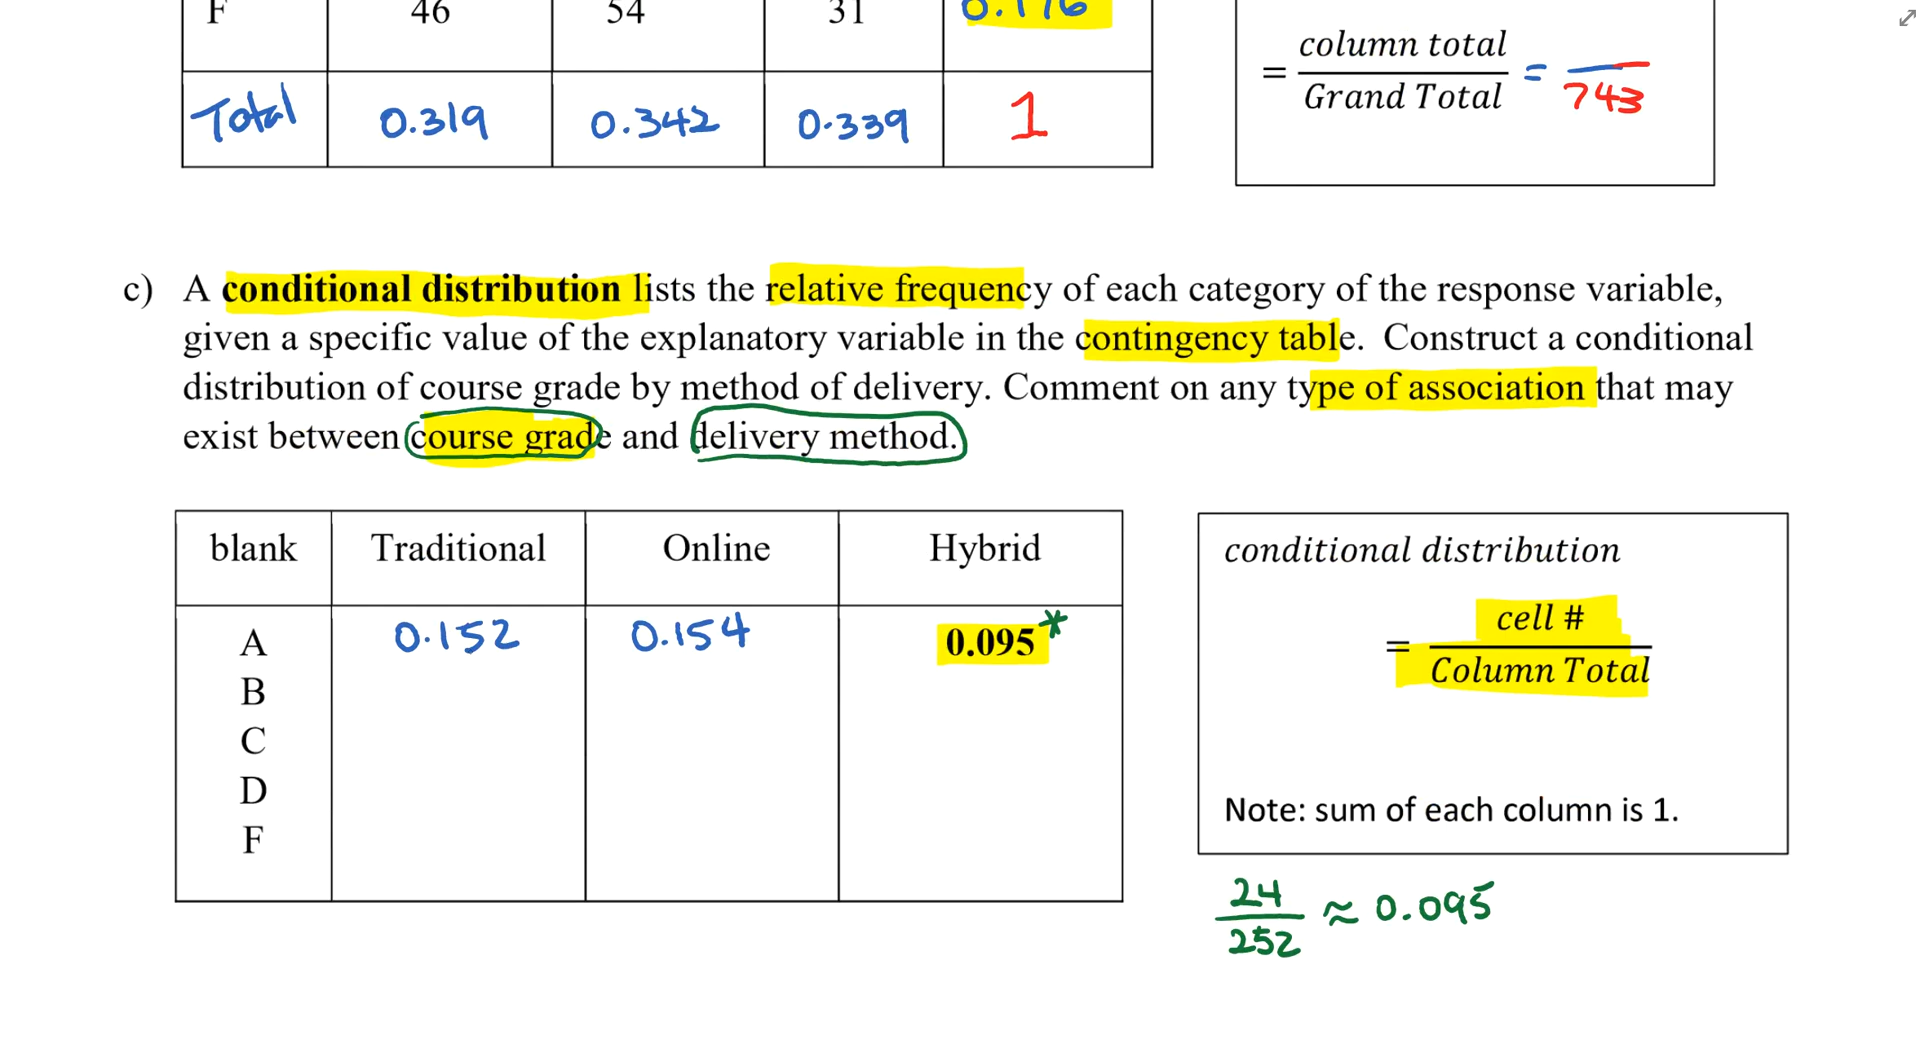 F 46 54 31 0.176
Total 0.319 0.342 0.339 1
= column total / Grand Total = / 743
c) A conditional distribution lists the relative frequency of each category of the response variable,
given a specific value of the explanatory variable in the contingency table. Construct a conditional
distribution of course grade by method of delivery. Comment on any type of association that may
exist between course grade and delivery method.
blank Traditional Online Hybrid
A 0.152 0.154 0.095*
B
C
D
F
conditional distribution
= cell # / Column Total
Note: sum of each column is 1.
24/252 ≈ 0.095